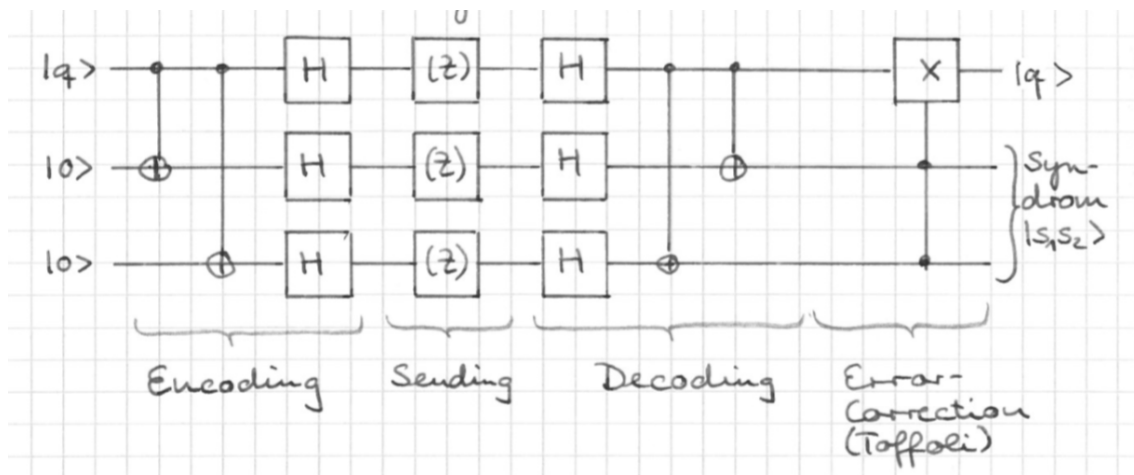 |q> H (Z) H X |q>
|0> H (Z) H
|0> H (Z) H
Syn-
drom
|S₁S₂>
Encoding Sending Decoding Error-
Correction
(Toffoli)